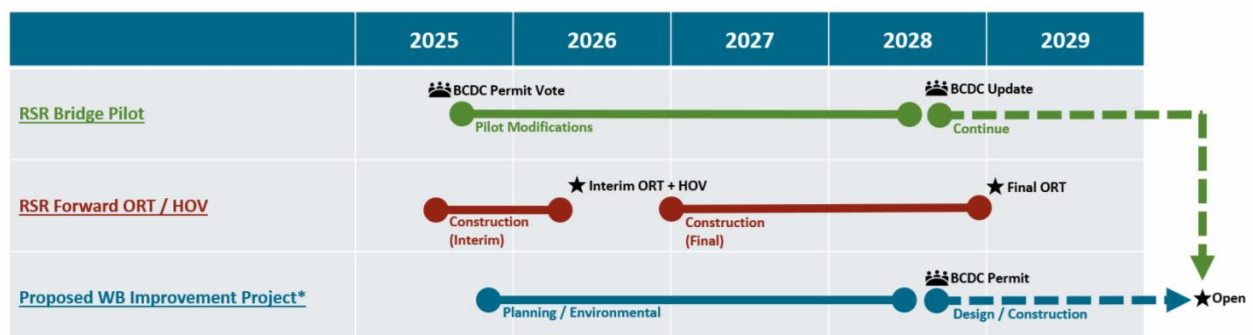 2025 2026 2027 2028 2029
BCDC Permit Vote BCDC Update
RSR Bridge Pilot
Pilot Modifications Continue
Interim ORT + HOV Final ORT
RSR Forward ORT / HOV
Construction Construction
(Interim) (Final)
BCDC Permit
Proposed WB Improvement Project* Open
Planning / Environmental Design / Construction